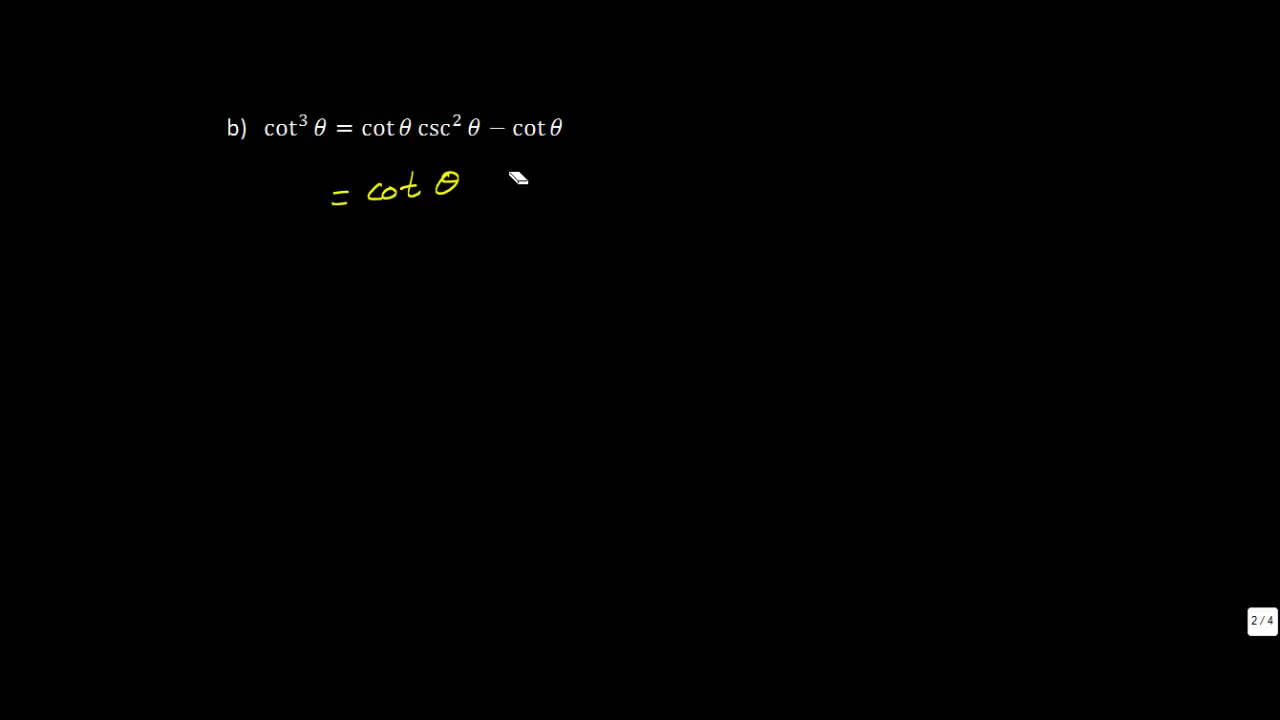 b) cot³ θ = cot θ csc² θ − cot θ
= cot θ
2/4